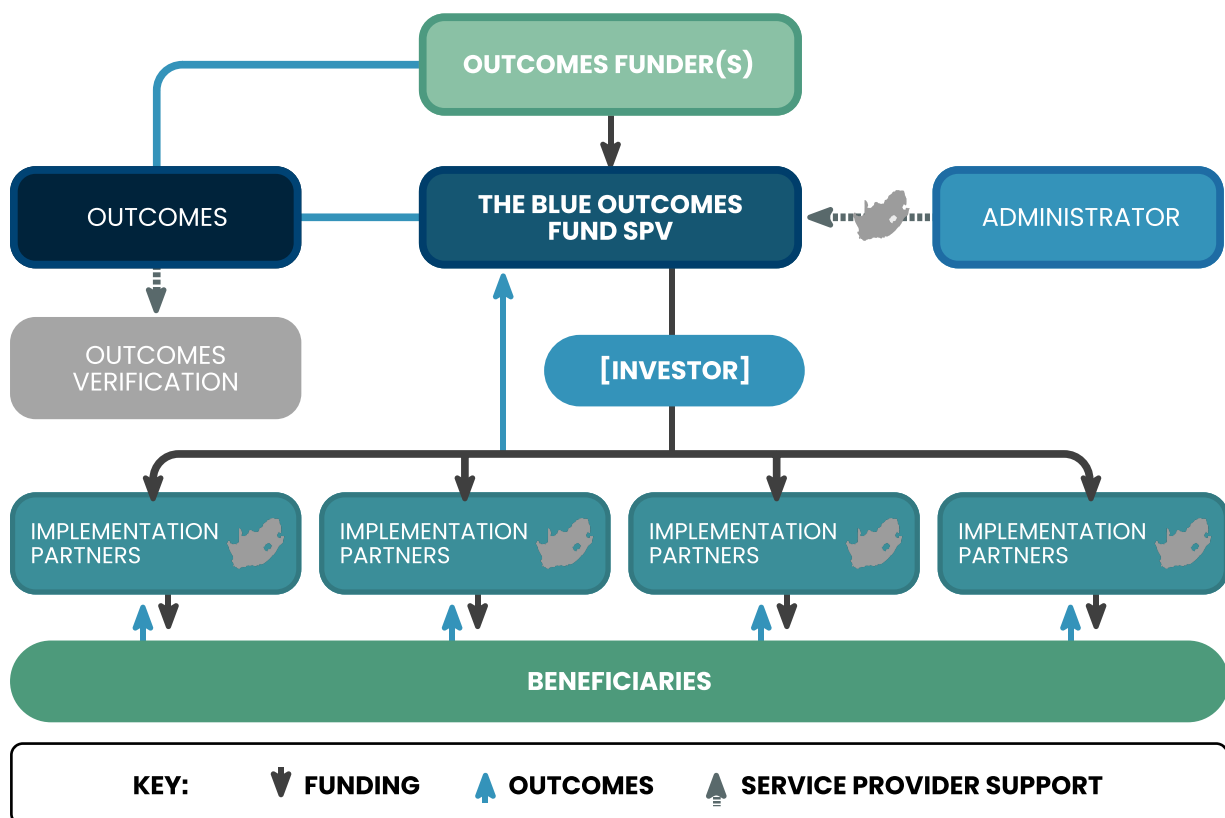 OUTCOMES FUNDER(S)
OUTCOMES
THE BLUE OUTCOMES
FUND SPV
ADMINISTRATOR
OUTCOMES
VERIFICATION
[INVESTOR]
IMPLEMENTATION
PARTNERS
IMPLEMENTATION
PARTNERS
IMPLEMENTATION
PARTNERS
IMPLEMENTATION
PARTNERS
BENEFICIARIES
KEY: FUNDING OUTCOMES SERVICE PROVIDER SUPPORT